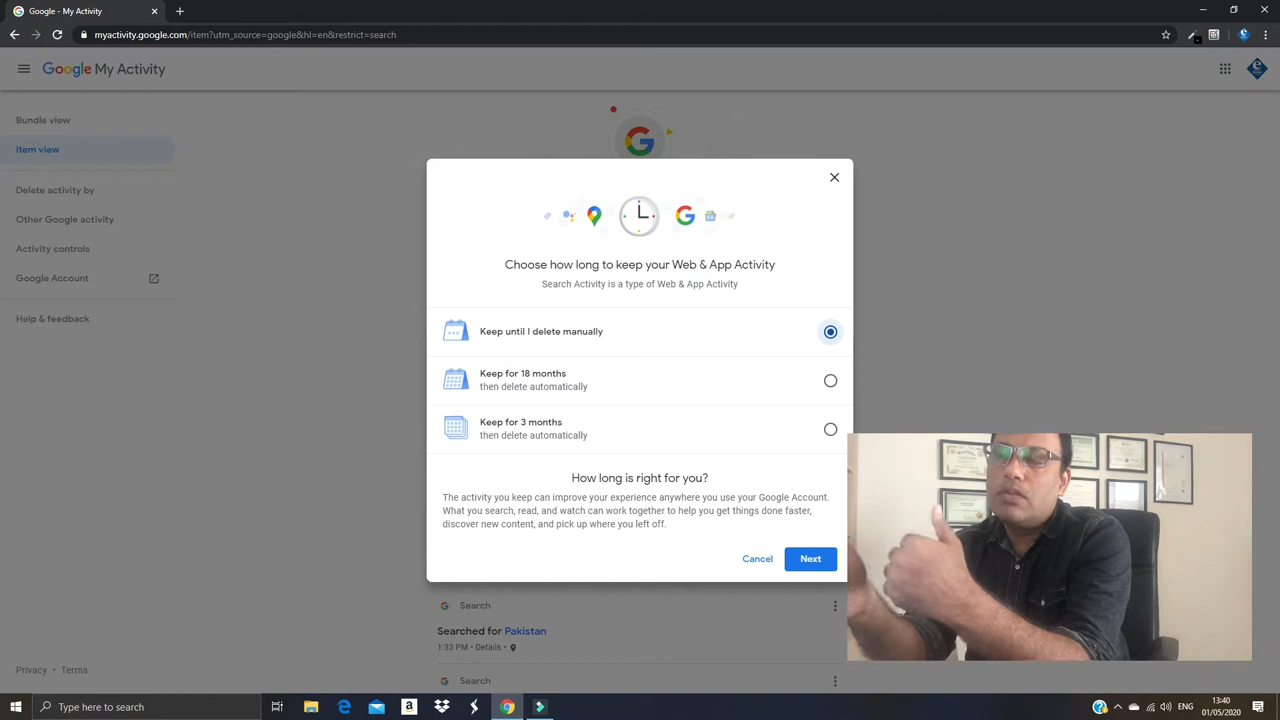 Google - My Activity
myactivity.google.com/item?utm_source=google&hl=en&restrict=search
Google My Activity
Bundle view
Item view
Delete activity by
Other Google activity
Activity controls
Google Account
Help & feedback
Choose how long to keep your Web & App Activity
Search Activity is a type of Web & App Activity
Keep until I delete manually
Keep for 18 months
then delete automatically
Keep for 3 months
then delete automatically
How long is right for you?
The activity you keep can improve your experience anywhere you use your Google Account.
What you search, read, and watch can work together to help you get things done faster,
discover new content, and pick up where you left off.
Cancel Next
Search
Searched for Pakistan
1:33 PM • Details •
Search
Privacy • Terms
Type here to search
ENG
13:40
01/05/2020